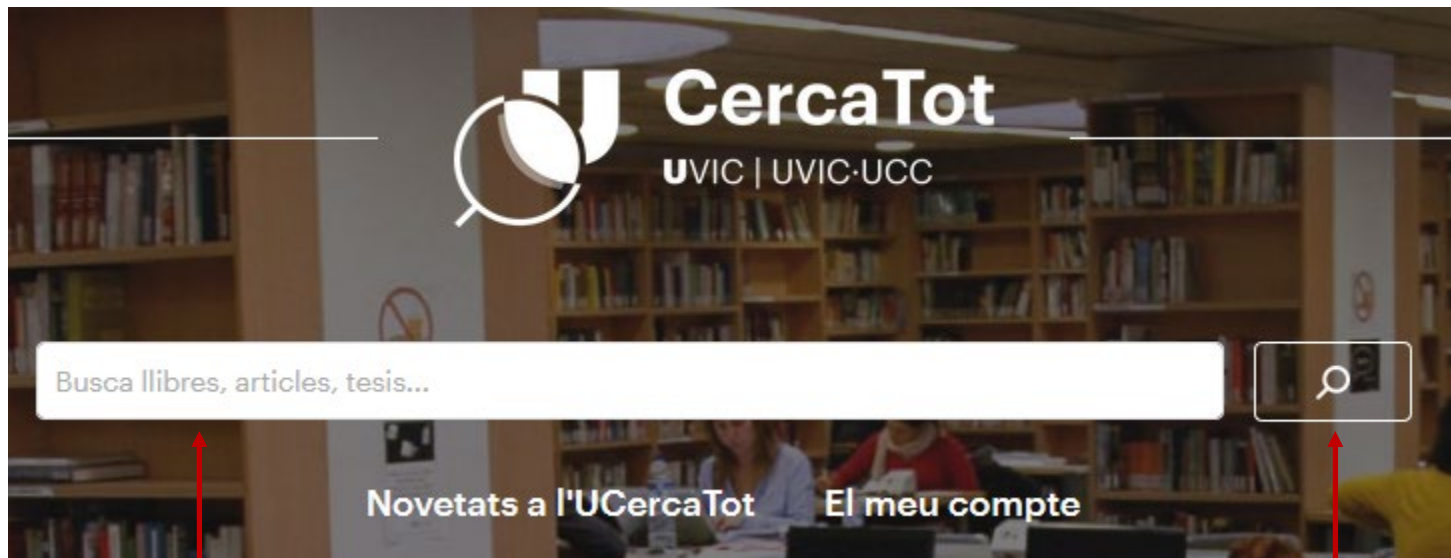 CercaTot
UVIC | UVIC·UCC
Busca llibres, articles, tesis...
Novetats a l'UCercaTot
El meu compte